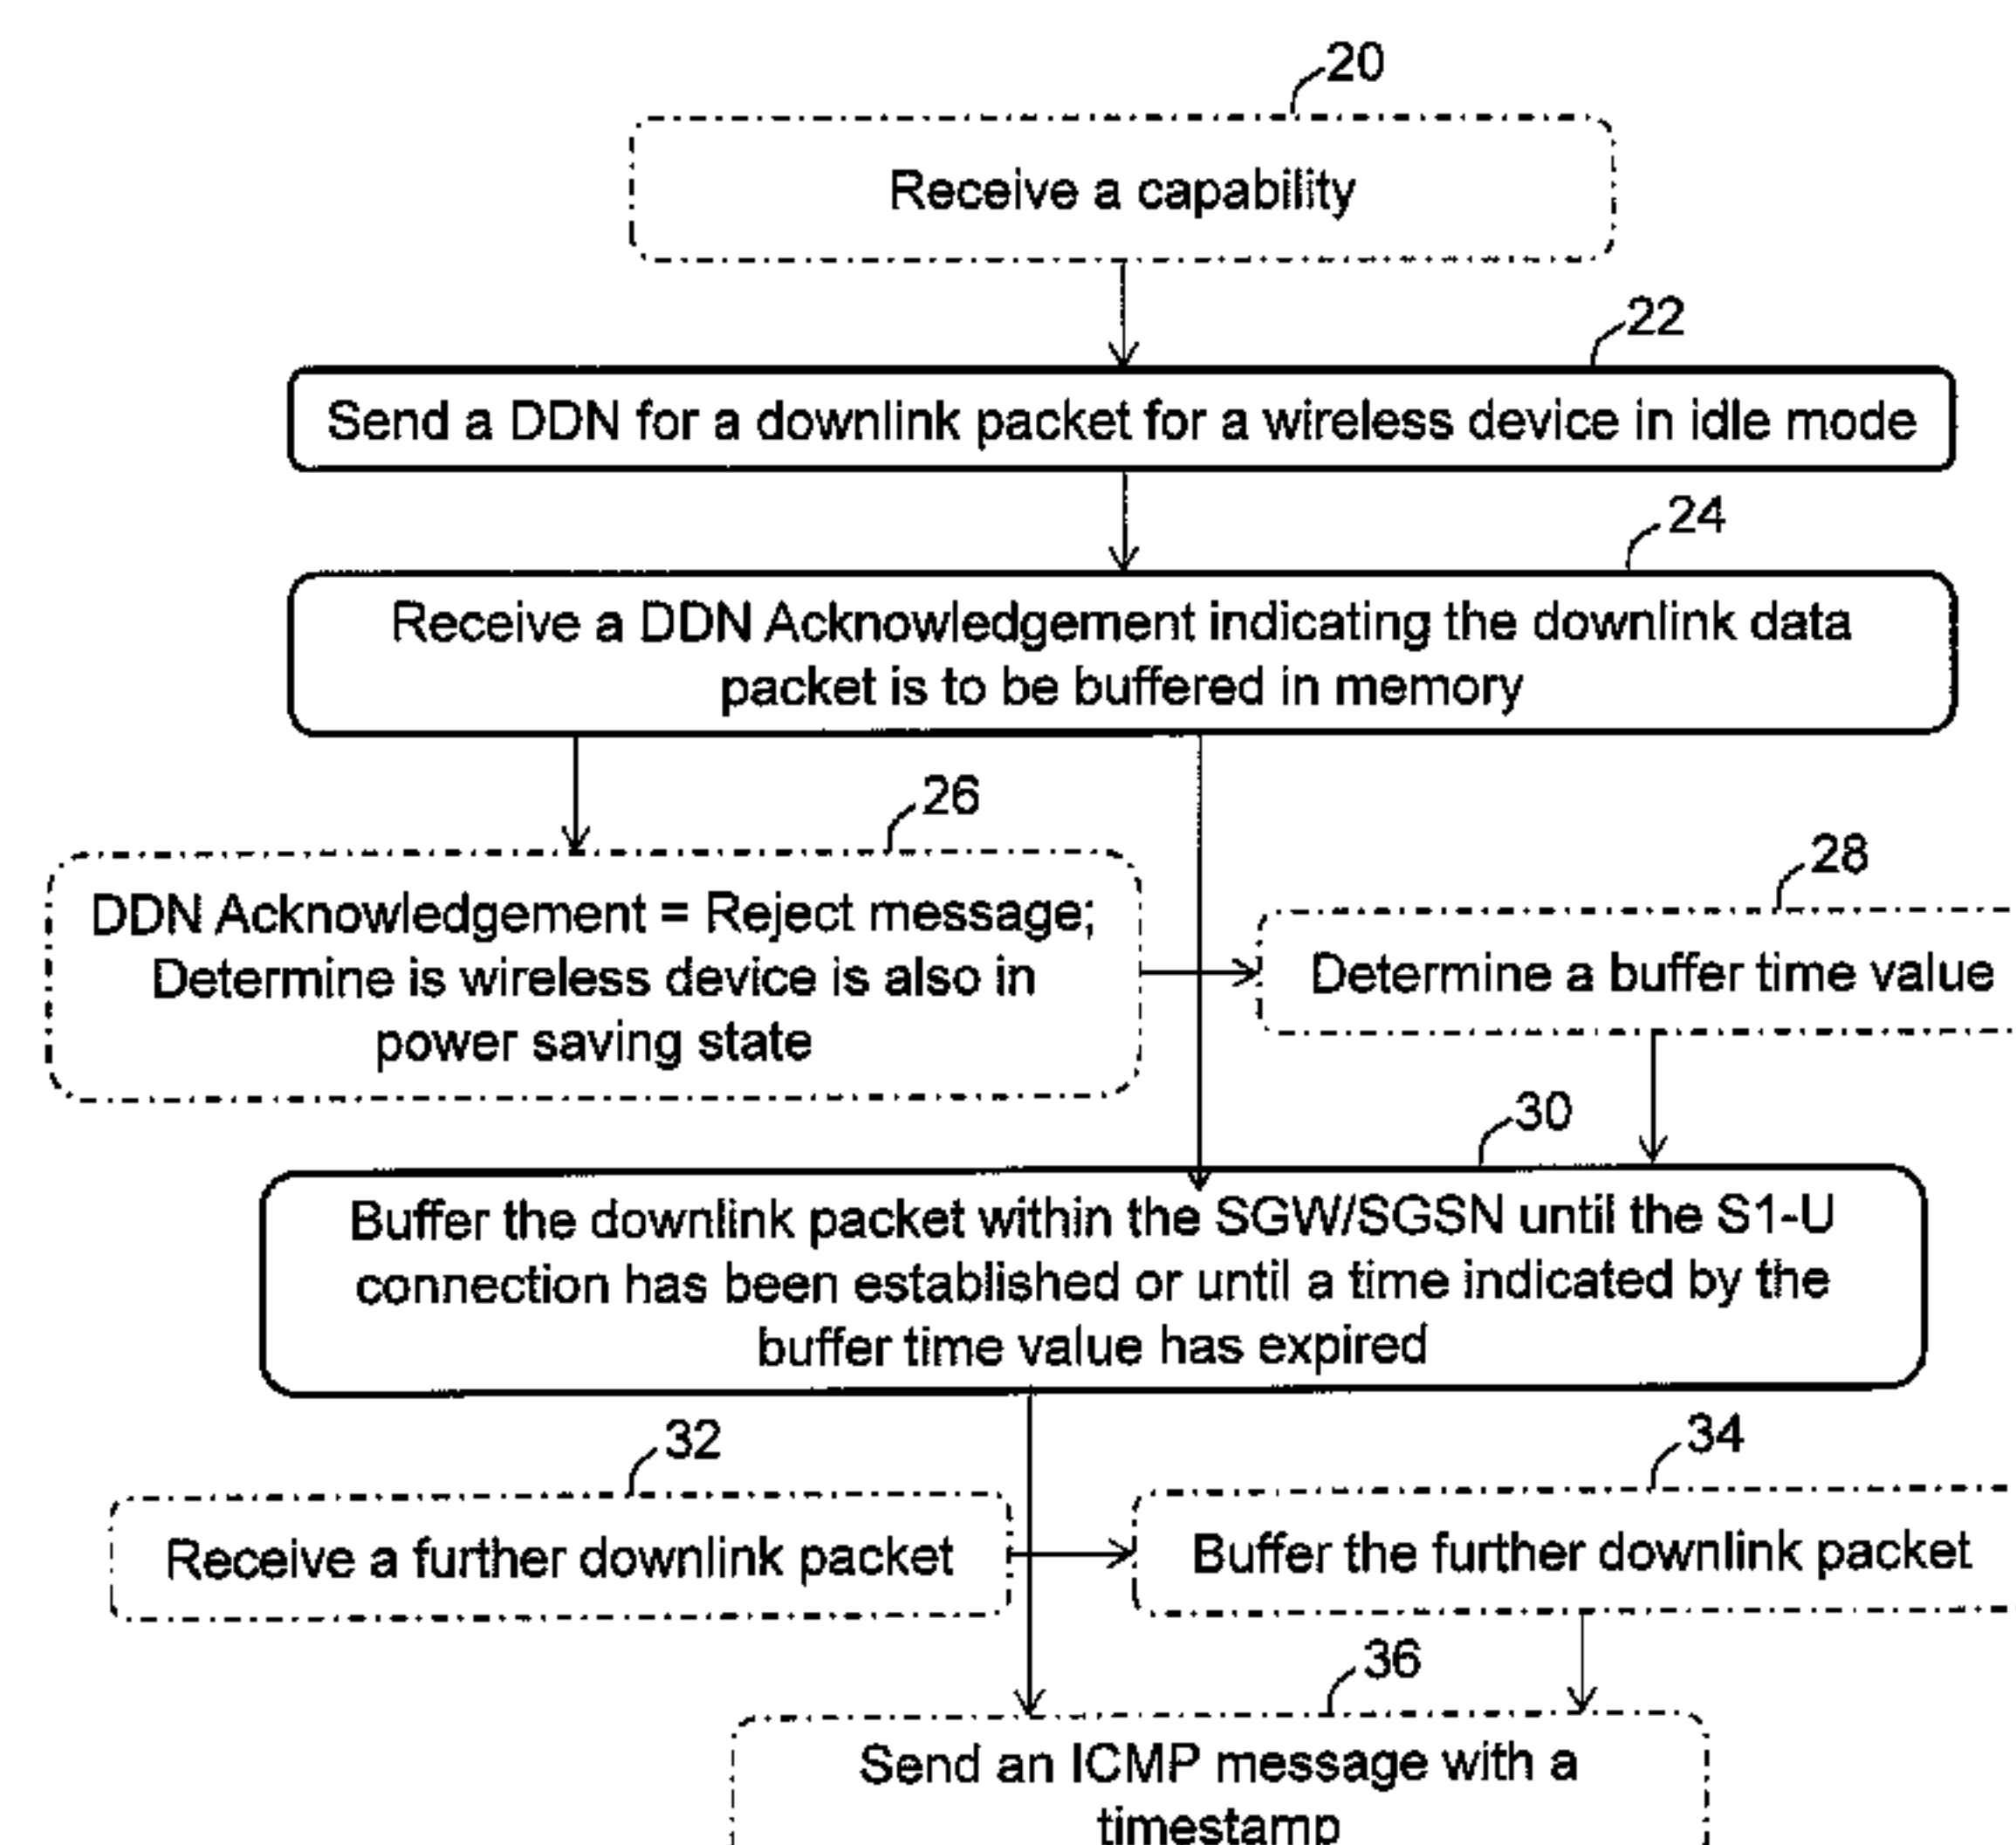 20
Receive a capability
22
Send a DDN for a downlink packet for a wireless device in idle mode
24
Receive a DDN Acknowledgement indicating the downlink data
packet is to be buffered in memory
26
DDN Acknowledgement = Reject message;
Determine is wireless device is also in
power saving state
28
Determine a buffer time value
30
Buffer the downlink packet within the SGW/SGSN until the S1-U
connection has been established or until a time indicated by the
buffer time value has expired
32
Receive a further downlink packet
34
Buffer the further downlink packet
36
Send an ICMP message with a
timestamp